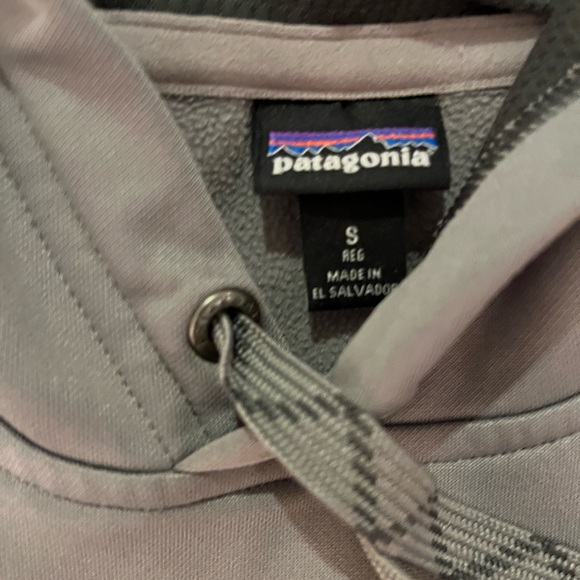 patagonia
S
REG
MADE IN
EL SALVADOR